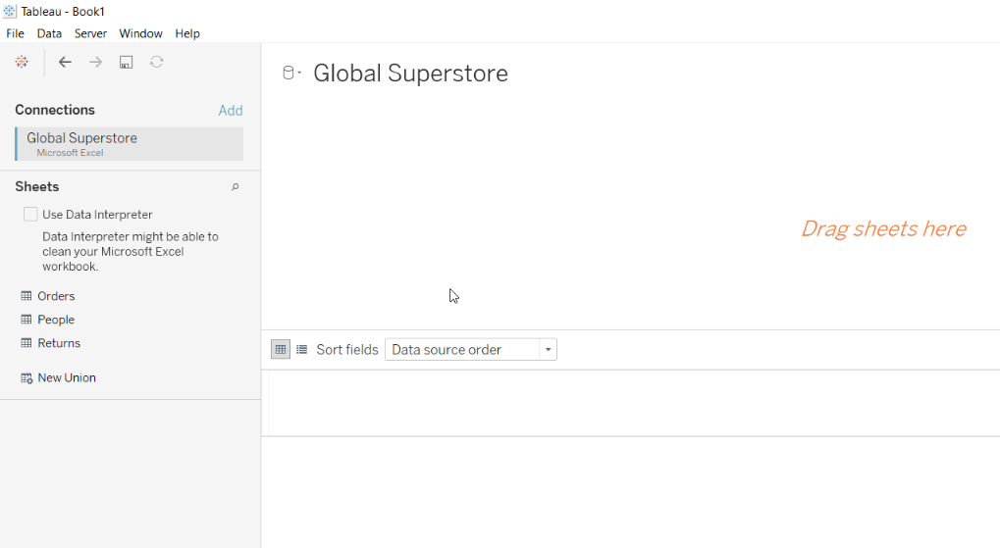 Tableau - Book1
File Data Server Window Help
Connections
Add
Global Superstore
Microsoft Excel
Sheets
Use Data Interpreter
Data Interpreter might be able to
clean your Microsoft Excel
workbook.
Orders
People
Returns
New Union
Global Superstore
Drag sheets here
Sort fields Data source order